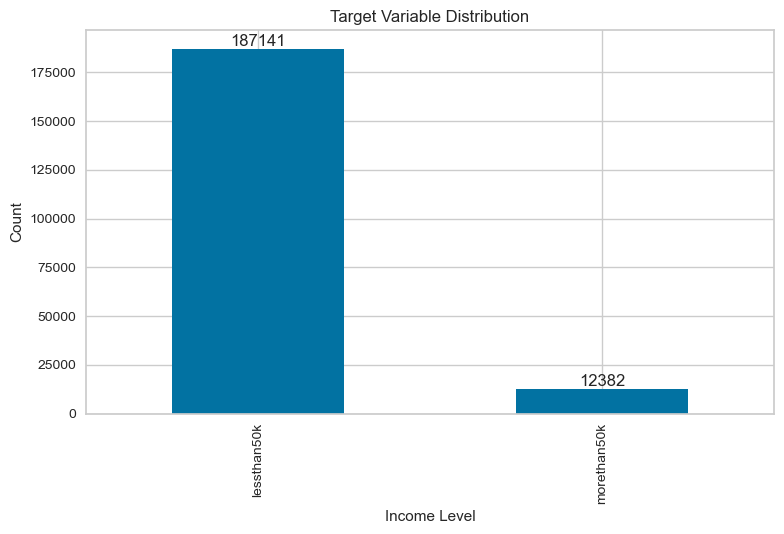 Target Variable Distribution
187141
175000
150000
125000
100000
75000
50000
25000
12382
0
Count
lessthan50k
morethan50k
Income Level